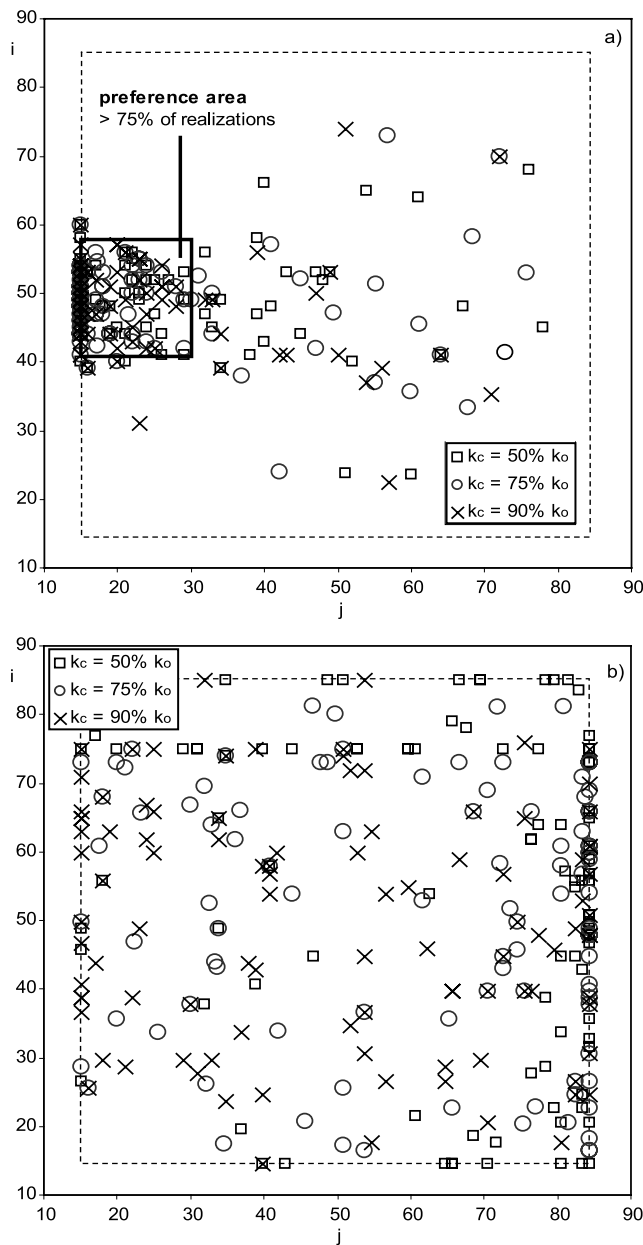 90
i
a)
80
preference area
> 75% of realizations
70
60
50
40
30
kc = 50% ko
kc = 75% ko
kc = 90% ko
20
10
10 20 30 40 50 60 70 80 90
j
90
i
b)
kc = 50% ko
kc = 75% ko
kc = 90% ko
80
70
60
50
40
30
20
10
10 20 30 40 50 60 70 80 90
j